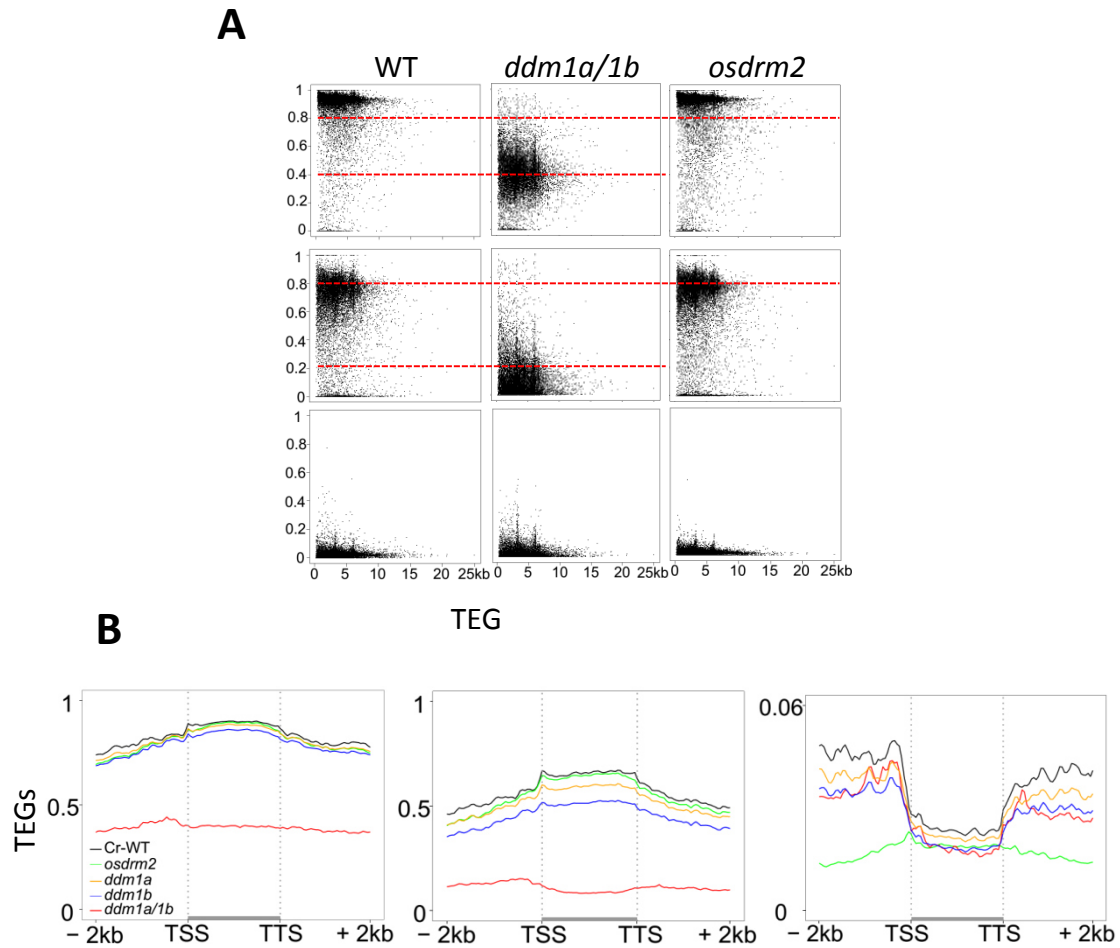 A
WT ddm1a/1b osdrm2
1
0.8
0.6
0.4
0.2
0
1
0.8
0.6
0.4
0.2
0
1
0.8
0.6
0.4
0.2
0
0 5 10 15 20 25kb 0 5 10 15 20 25kb 0 5 10 15 20 25kb
TEG
B
TEGs
1
0.5
0
1
0.5
0
0.06
0
Cr-WT
osdrm2
ddm1a
ddm1b
ddm1a/1b
− 2kb TSS TTS + 2kb − 2kb TSS TTS + 2kb − 2kb TSS TTS + 2kb